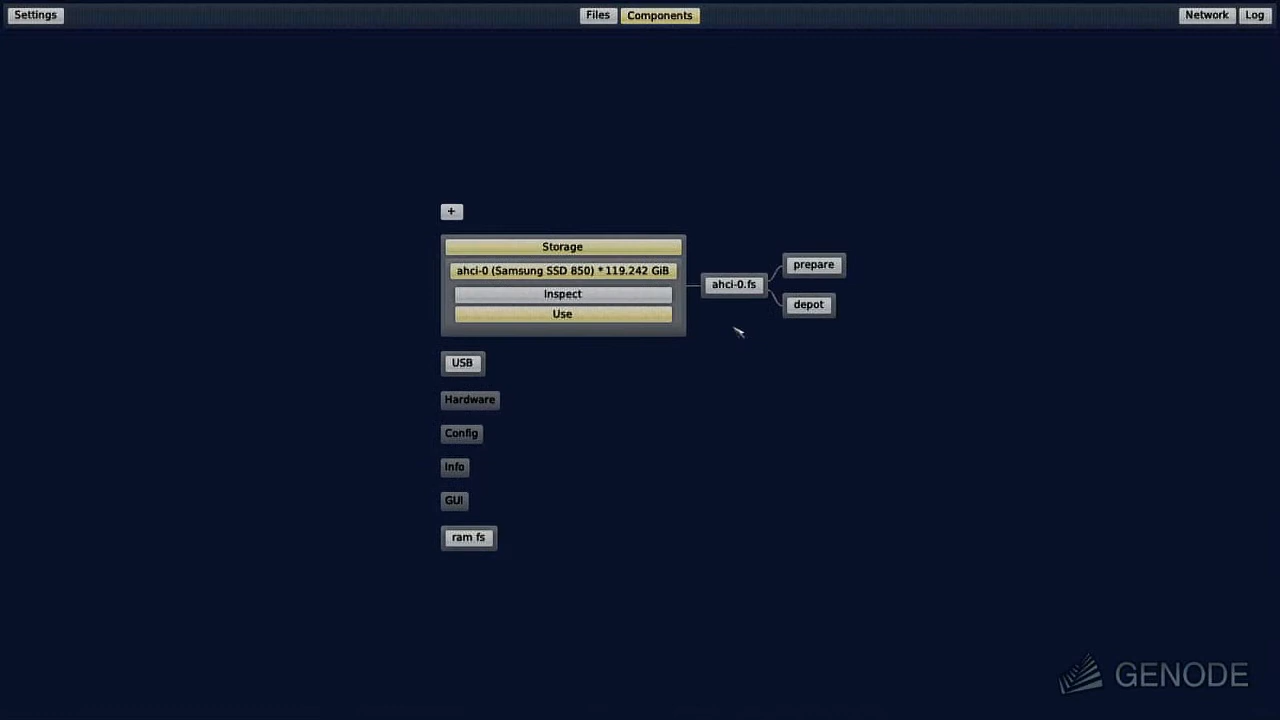 Settings
Files
Components
Network
Log
+
Storage
ahci-0 (Samsung SSD 850) * 119.242 GiB
Inspect
Use
ahci-0.fs
prepare
depot
USB
Hardware
Config
Info
GUI
ram fs
GENODE